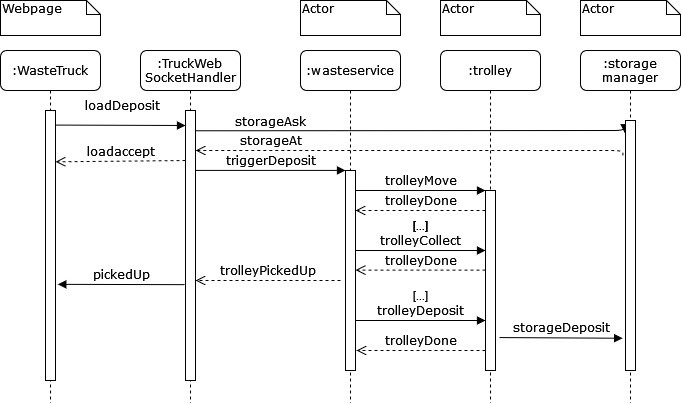 Webpage
Actor
Actor
Actor
:WasteTruck
:TruckWeb
SocketHandler
:wasteservice
:trolley
:storage
manager
loadDeposit
storageAsk
storageAt
loadaccept
triggerDeposit
trolleyMove
trolleyDone
[...]
trolleyCollect
trolleyDone
trolleyPickedUp
pickedUp
[...]
trolleyDeposit
storageDeposit
trolleyDone